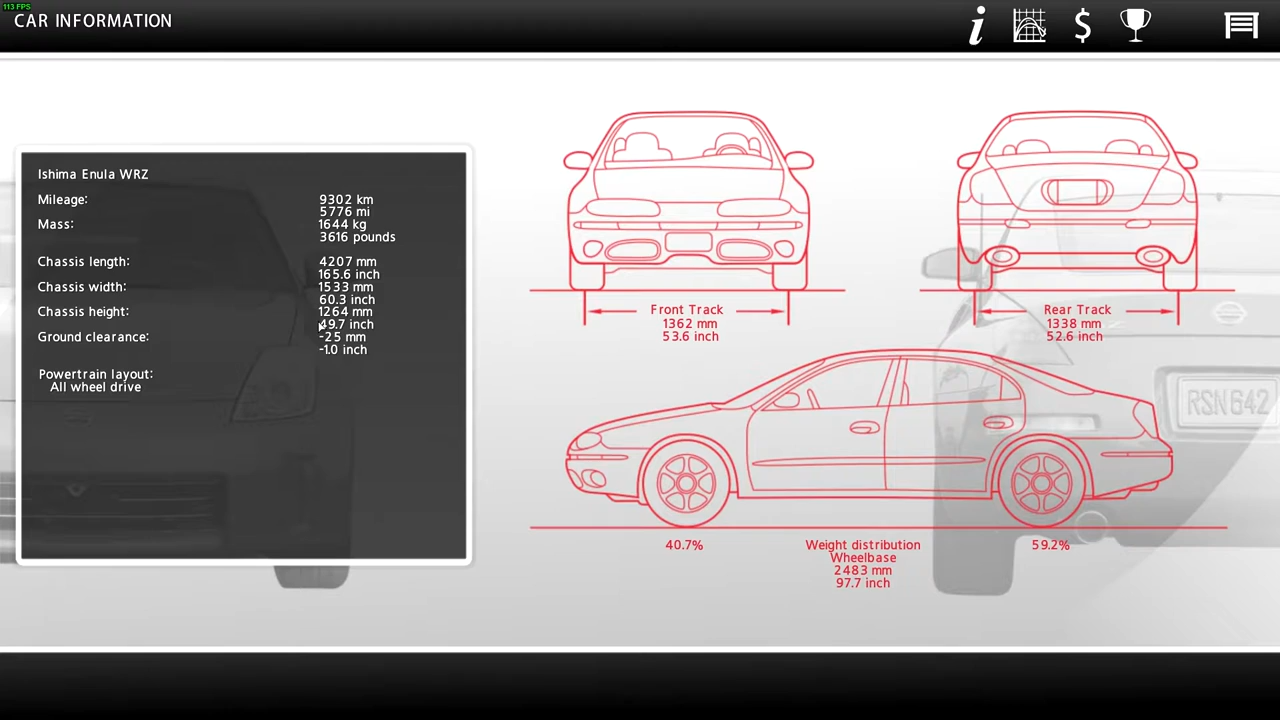 113 FPS
CAR INFORMATION
Ishima Enula WRZ
Mileage: 9302 km
5776 mi
Mass: 1644 kg
3616 pounds
Chassis length: 4207 mm
165.6 inch
Chassis width: 1533 mm
60.3 inch
Chassis height: 1264 mm
49.7 inch
Ground clearance: -25 mm
-1.0 inch
Powertrain layout:
All wheel drive
Front Track
1362 mm
53.6 inch
Rear Track
1338 mm
52.6 inch
RSN642
40.7%
Weight distribution
59.2%
Wheelbase
2483 mm
97.7 inch